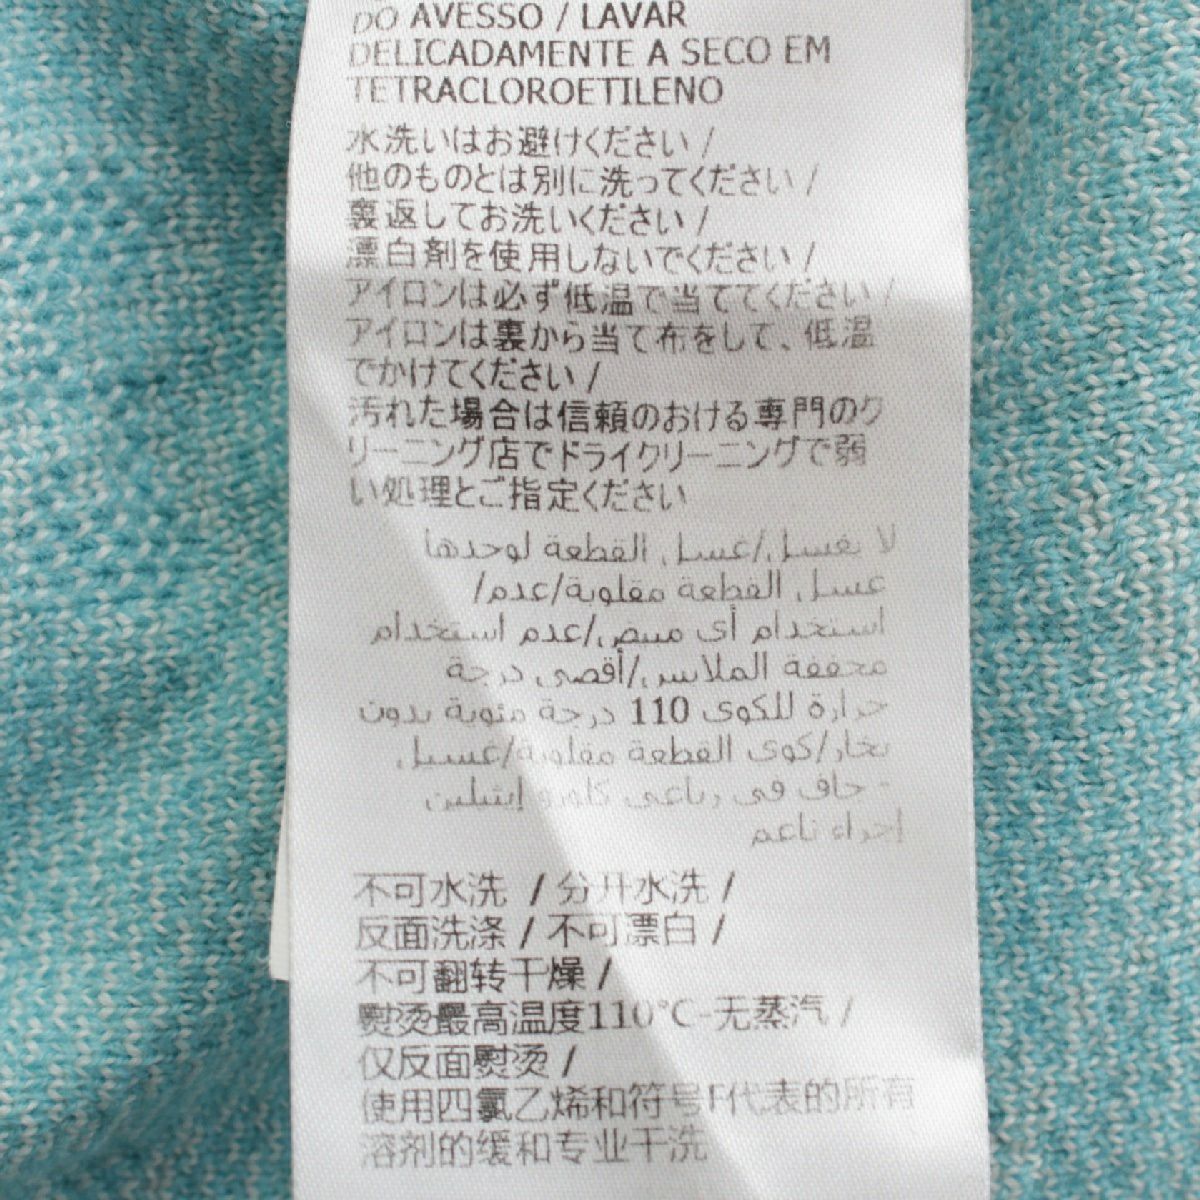 DO AVESSO / LAVAR
DELICADAMENTE A SECO EM
TETRACLOROETILENO
水洗いはお避けください /
他のものとは別に洗ってください /
裏返してお洗いください /
漂白剤を使用しないでください /
アイロンは必ず低温で当ててください /
アイロンは裏から当て布をして、低温
でかけてください /
汚れた場合は信頼のおける専門のク
リーニング店でドライクリーニングで弱
い処理とご指定ください
لا يغسل/غسل القطعة لوحدها
غسل القطعة مقلوبة/عدم/
استخدام أي مبيض/عدم استخدام
مجففة الملابس/أقصى درجة
حرارة للكوي 110 درجة مئوية بدون
بخار/كوي القطعة مقلوبة/غسيل
- جاف في رباعي كلورو إيثيلين
إجراء ناعم
不可水洗 / 分开水洗 /
反面洗涤 / 不可漂白 /
不可翻转干燥 /
熨烫最高温度110°C-无蒸汽 /
仅反面熨烫 /
使用四氯乙烯和符号F代表的所有
溶剂的缓和专业干洗